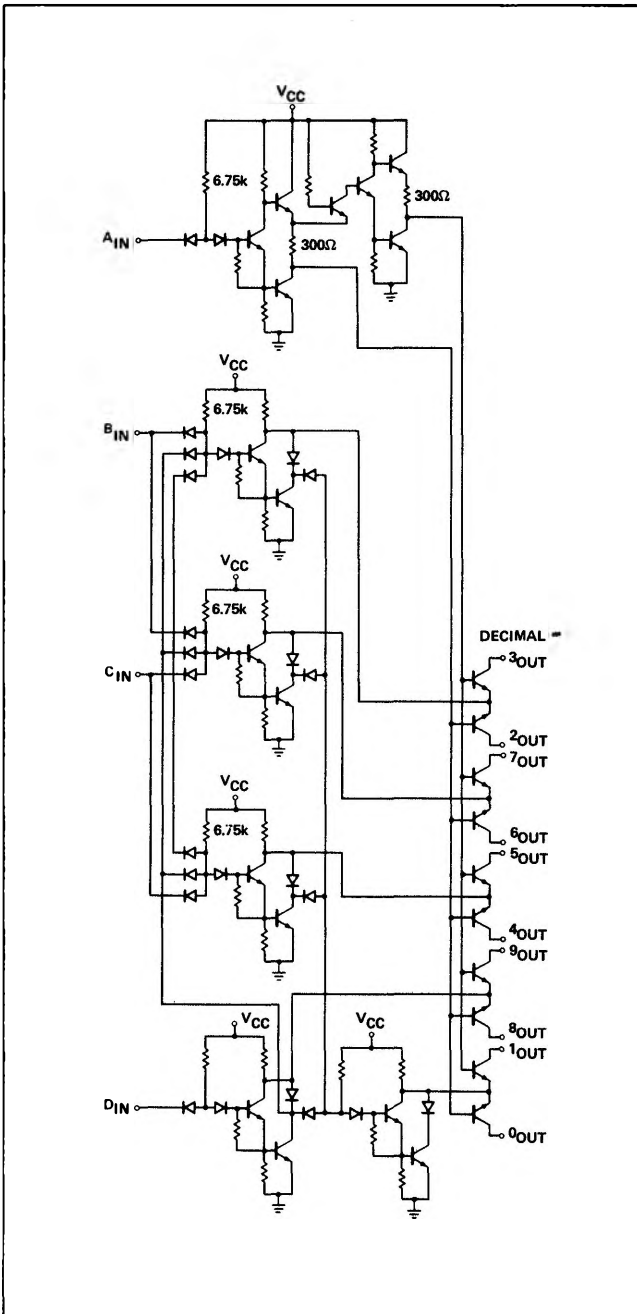 VCC
6.75k
300Ω
AIN
300Ω
VCC
6.75k
BIN
VCC
6.75k
DECIMAL
3OUT
CIN
2OUT
7OUT
VCC
6.75k
6OUT
5OUT
4OUT
9OUT
VCC
VCC
8OUT
1OUT
DIN
0OUT